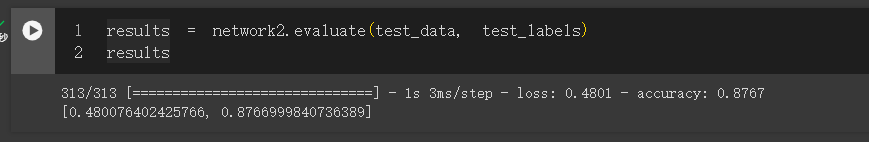 1 results = network2.evaluate(test_data, test_labels)
2 results
313/313 [==============================] - 1s 3ms/step - loss: 0.4801 - accuracy: 0.8767
[0.480076402425766, 0.8766999840736389]